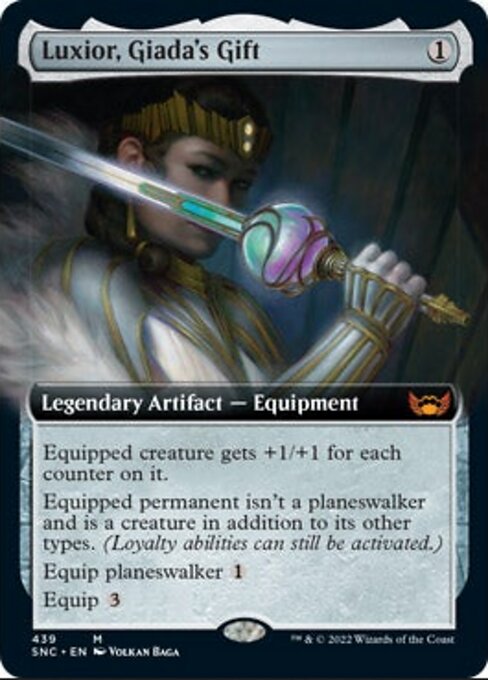 Luxior, Giada's Gift 1
Legendary Artifact — Equipment
Equipped creature gets +1/+1 for each
counter on it.
Equipped permanent isn't a planeswalker
and is a creature in addition to its other
types. (Loyalty abilities can still be activated.)
Equip planeswalker 1
Equip 3
439 M
SNC • EN VOLKAN BAGA
™ & © 2022 Wizards of the Coast